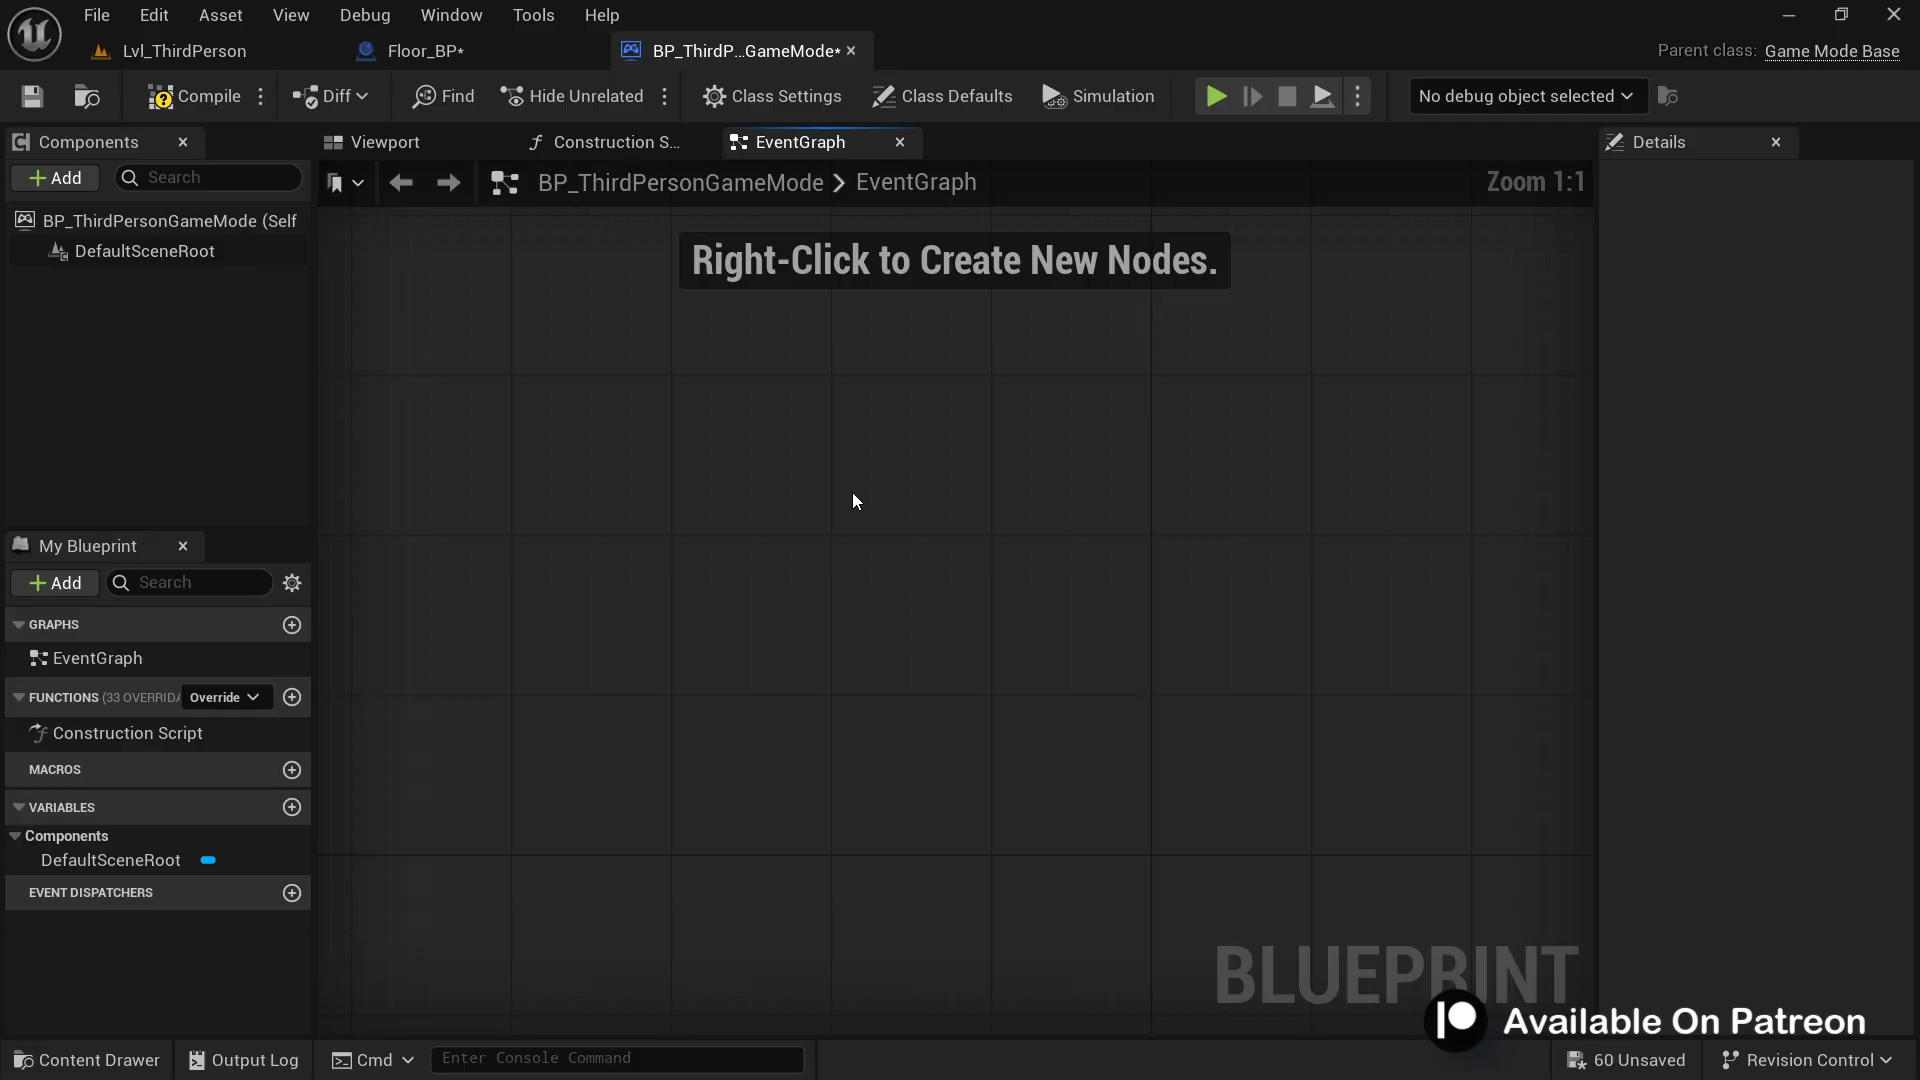 File Edit Asset View Debug Window Tools Help
Lvl_ThirdPerson Floor_BP* BP_ThirdP...GameMode* Parent class: Game Mode Base
Compile Diff Find Hide Unrelated Class Settings Class Defaults Simulation No debug object selected
Components Viewport Construction S... EventGraph Details
Add Search BP_ThirdPersonGameMode EventGraph Zoom 1:1
BP_ThirdPersonGameMode (Self
DefaultSceneRoot
Right-Click to Create New Nodes.
My Blueprint
Add Search
GRAPHS
EventGraph
FUNCTIONS (33 OVERRIDA Override
Construction Script
MACROS
VARIABLES
Components
DefaultSceneRoot
EVENT DISPATCHERS
BLUEPRINT
Available On Patreon
Content Drawer Output Log Cmd Enter Console Command 60 Unsaved Revision Control